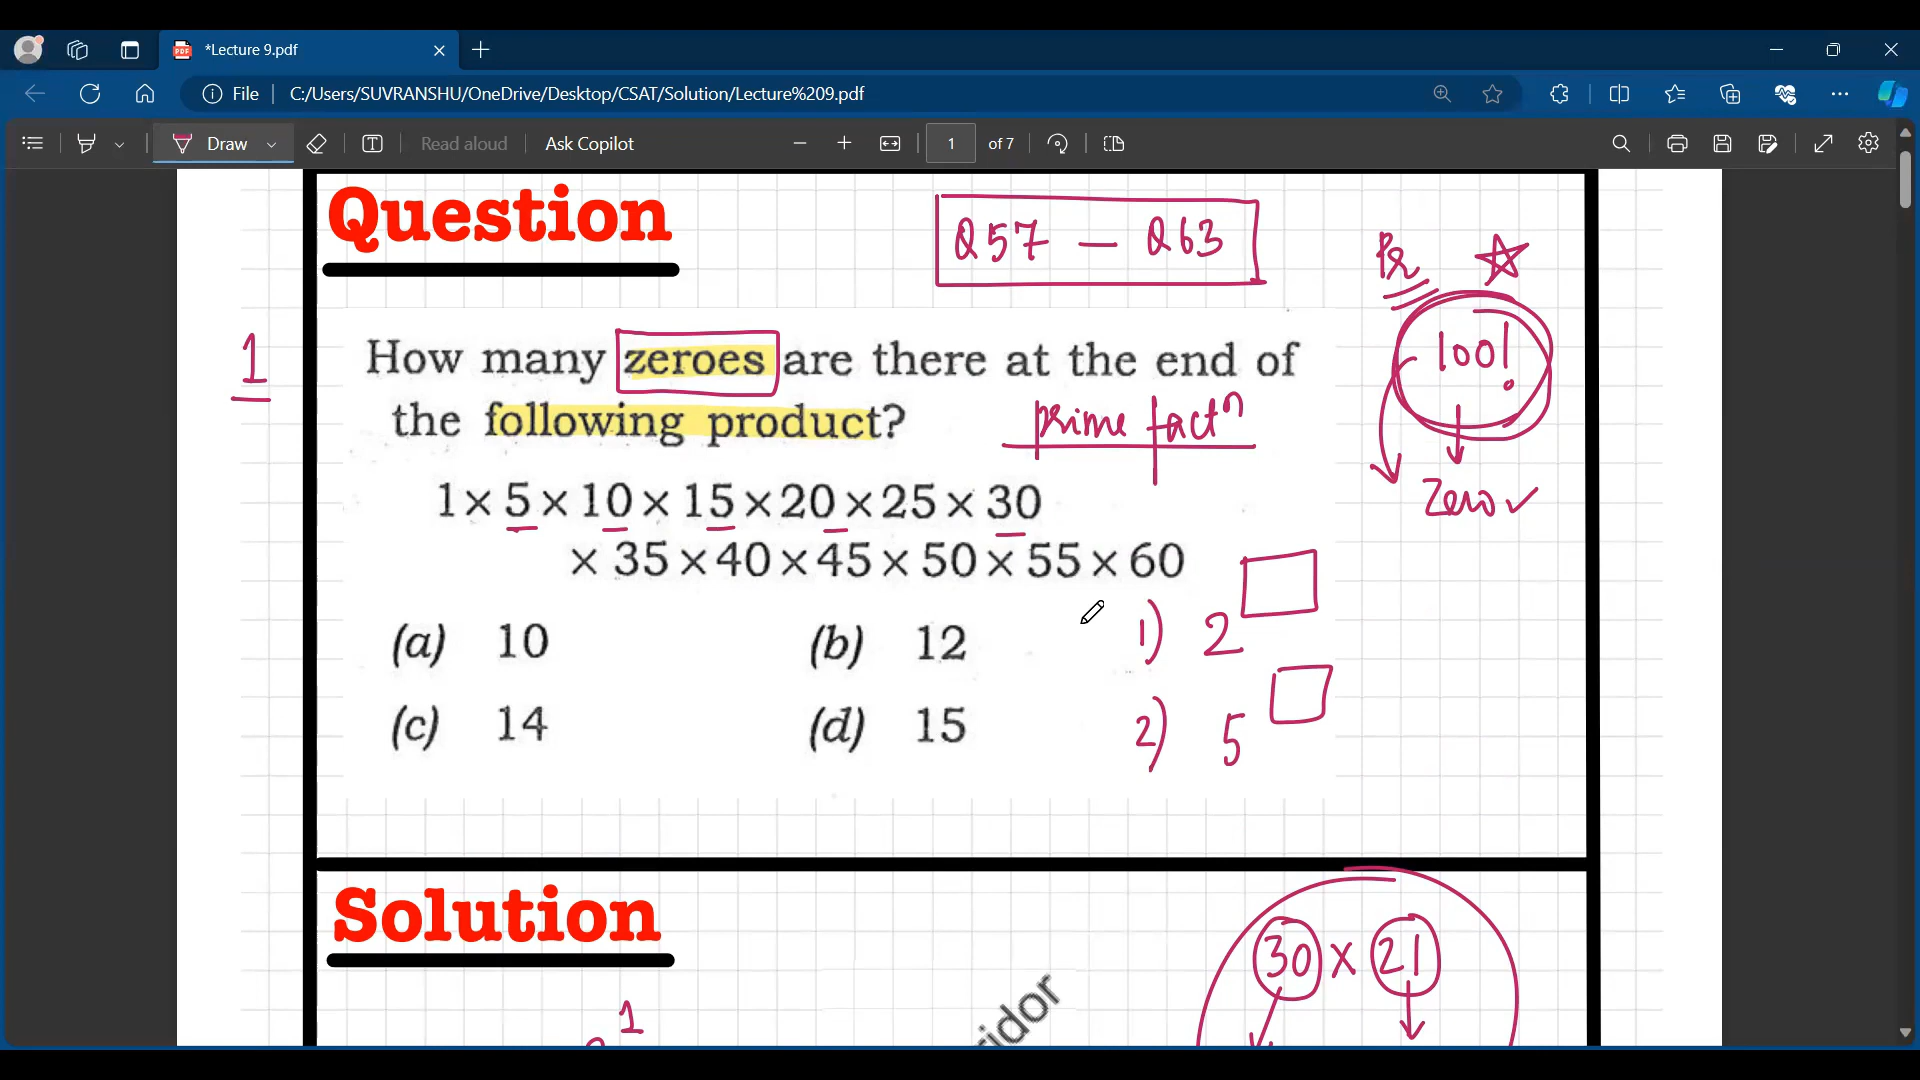 *Lecture 9.pdf
File C:/Users/SUVRANSHU/OneDrive/Desktop/CSAT/Solution/Lecture%209.pdf
Draw Read aloud Ask Copilot 1 of 7
Question
Q57 — Q63
100!
1
How many zeroes are there at the end of
the following product?
prime factn
Zero ✓
1 × 5 × 10 × 15 × 20 × 25 × 30
× 35 × 40 × 45 × 50 × 55 × 60
(a) 10 (b) 12
1) 2
(c) 14 (d) 15
2) 5
Solution
30 × 21
1
ridor